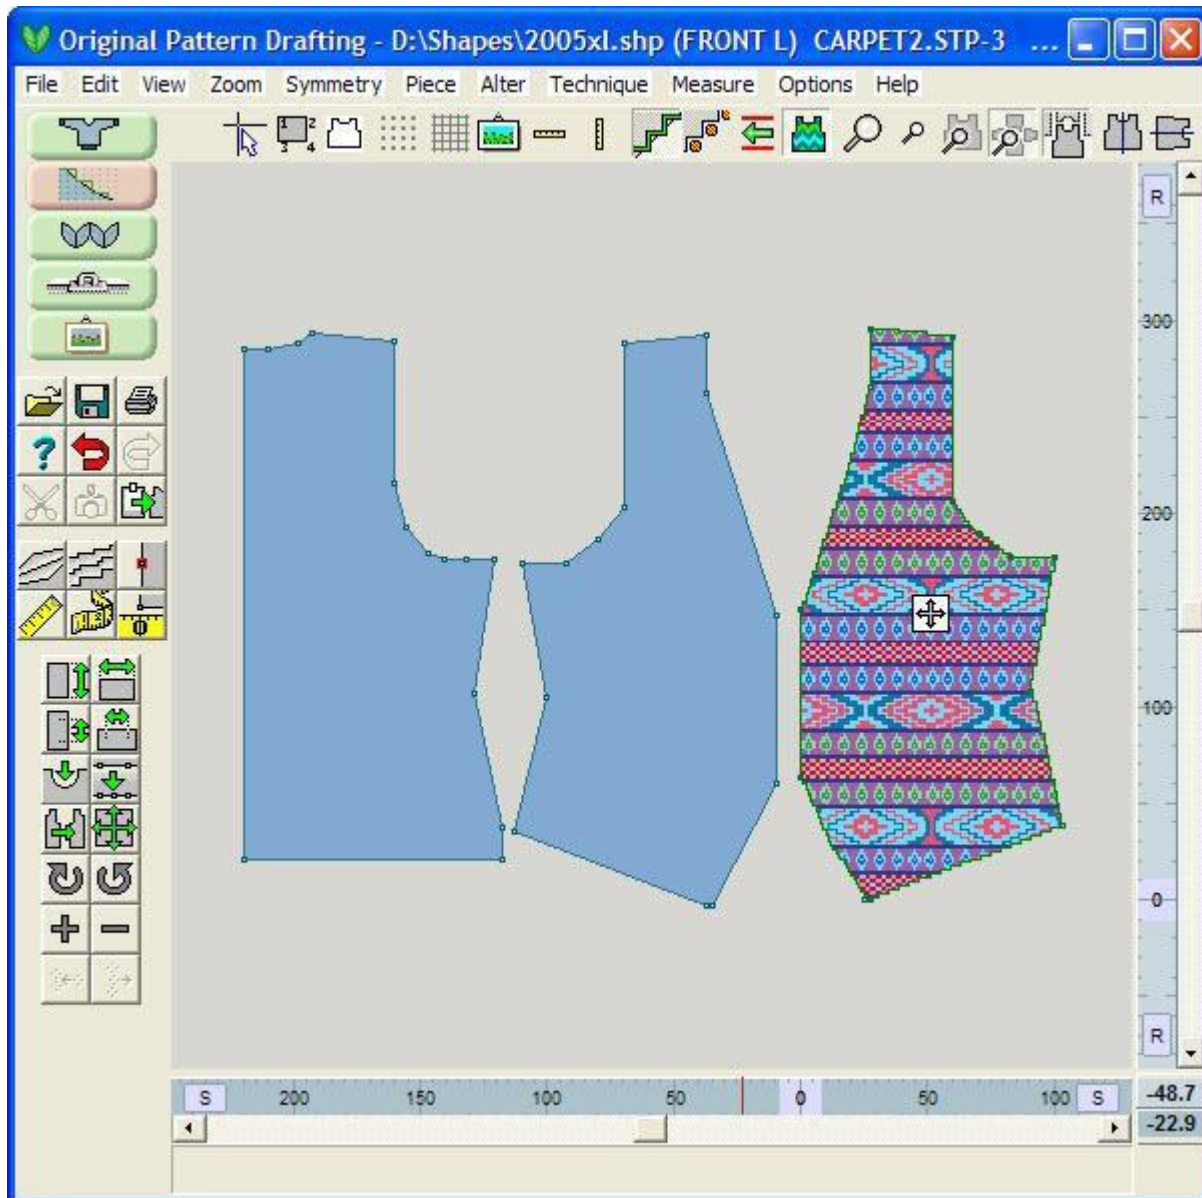 Original Pattern Drafting - D:\Shapes\2005xl.shp (FRONT L) CARPET2.STP-3 ...
File Edit View Zoom Symmetry Piece Alter Technique Measure Options Help
R
300
200
100
0
R
S 200 150 100 50 0 50 100 S
-48.7
-22.9